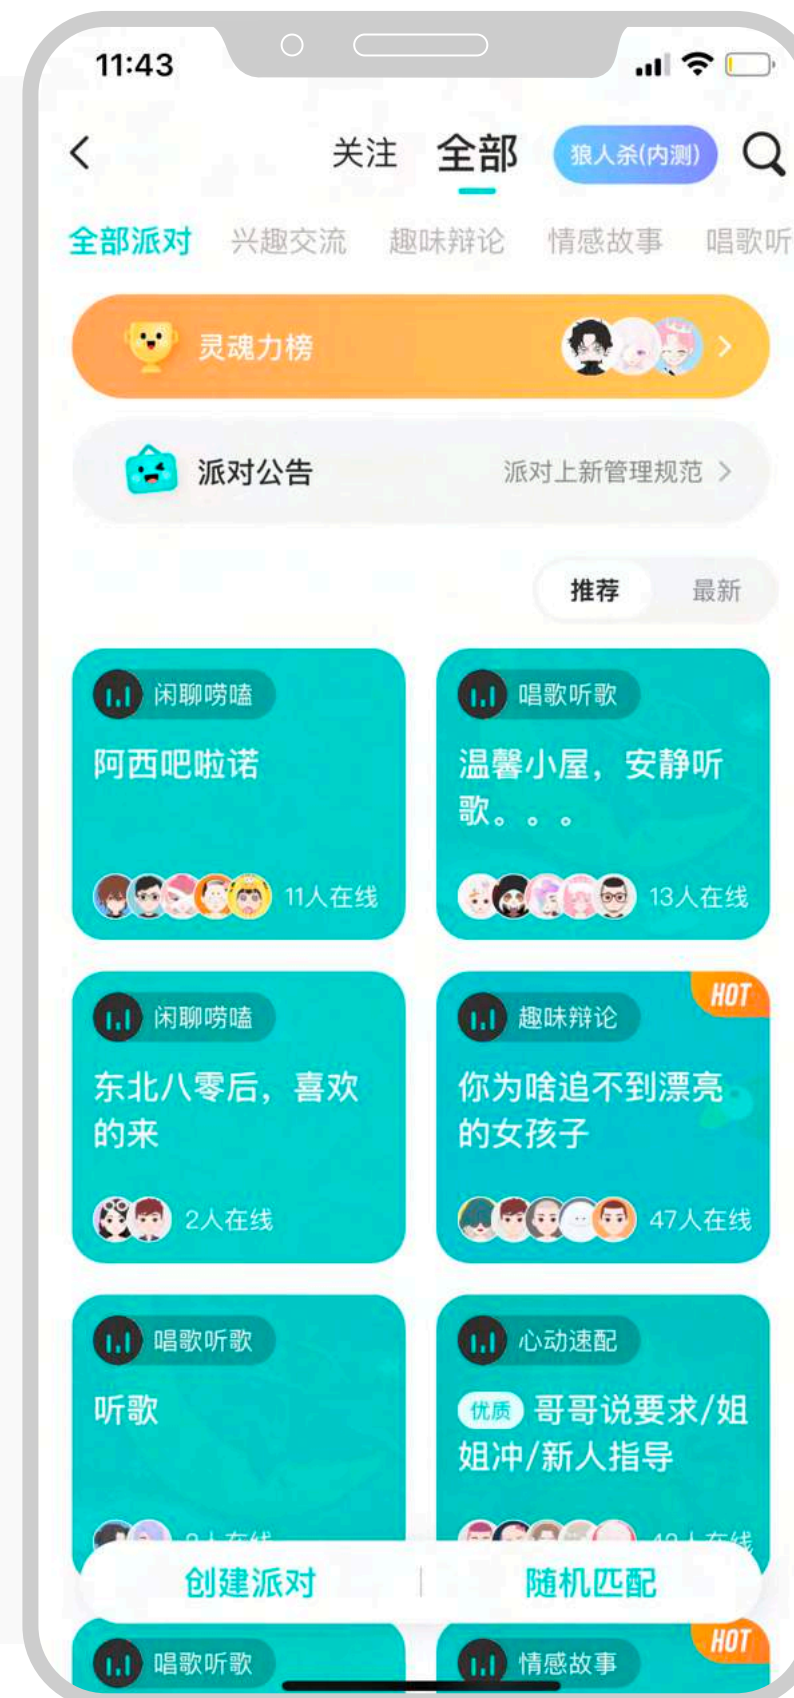 11:43
关注 全部 狼人杀(内测)
全部派对 兴趣交流 趣味辩论 情感故事 唱歌听
灵魂力榜
派对公告 派对上新管理规范
推荐 最新
闲聊唠嗑
阿西吧啦诺
11人在线
唱歌听歌
温馨小屋，安静听
歌。。。
13人在线
闲聊唠嗑
东北八零后，喜欢
的来
2人在线
HOT
趣味辩论
你为啥追不到漂亮
的女孩子
47人在线
唱歌听歌
听歌
心动速配
优质 哥哥说要求/姐
姐冲/新人指导
创建派对 随机匹配
唱歌听歌
HOT
情感故事